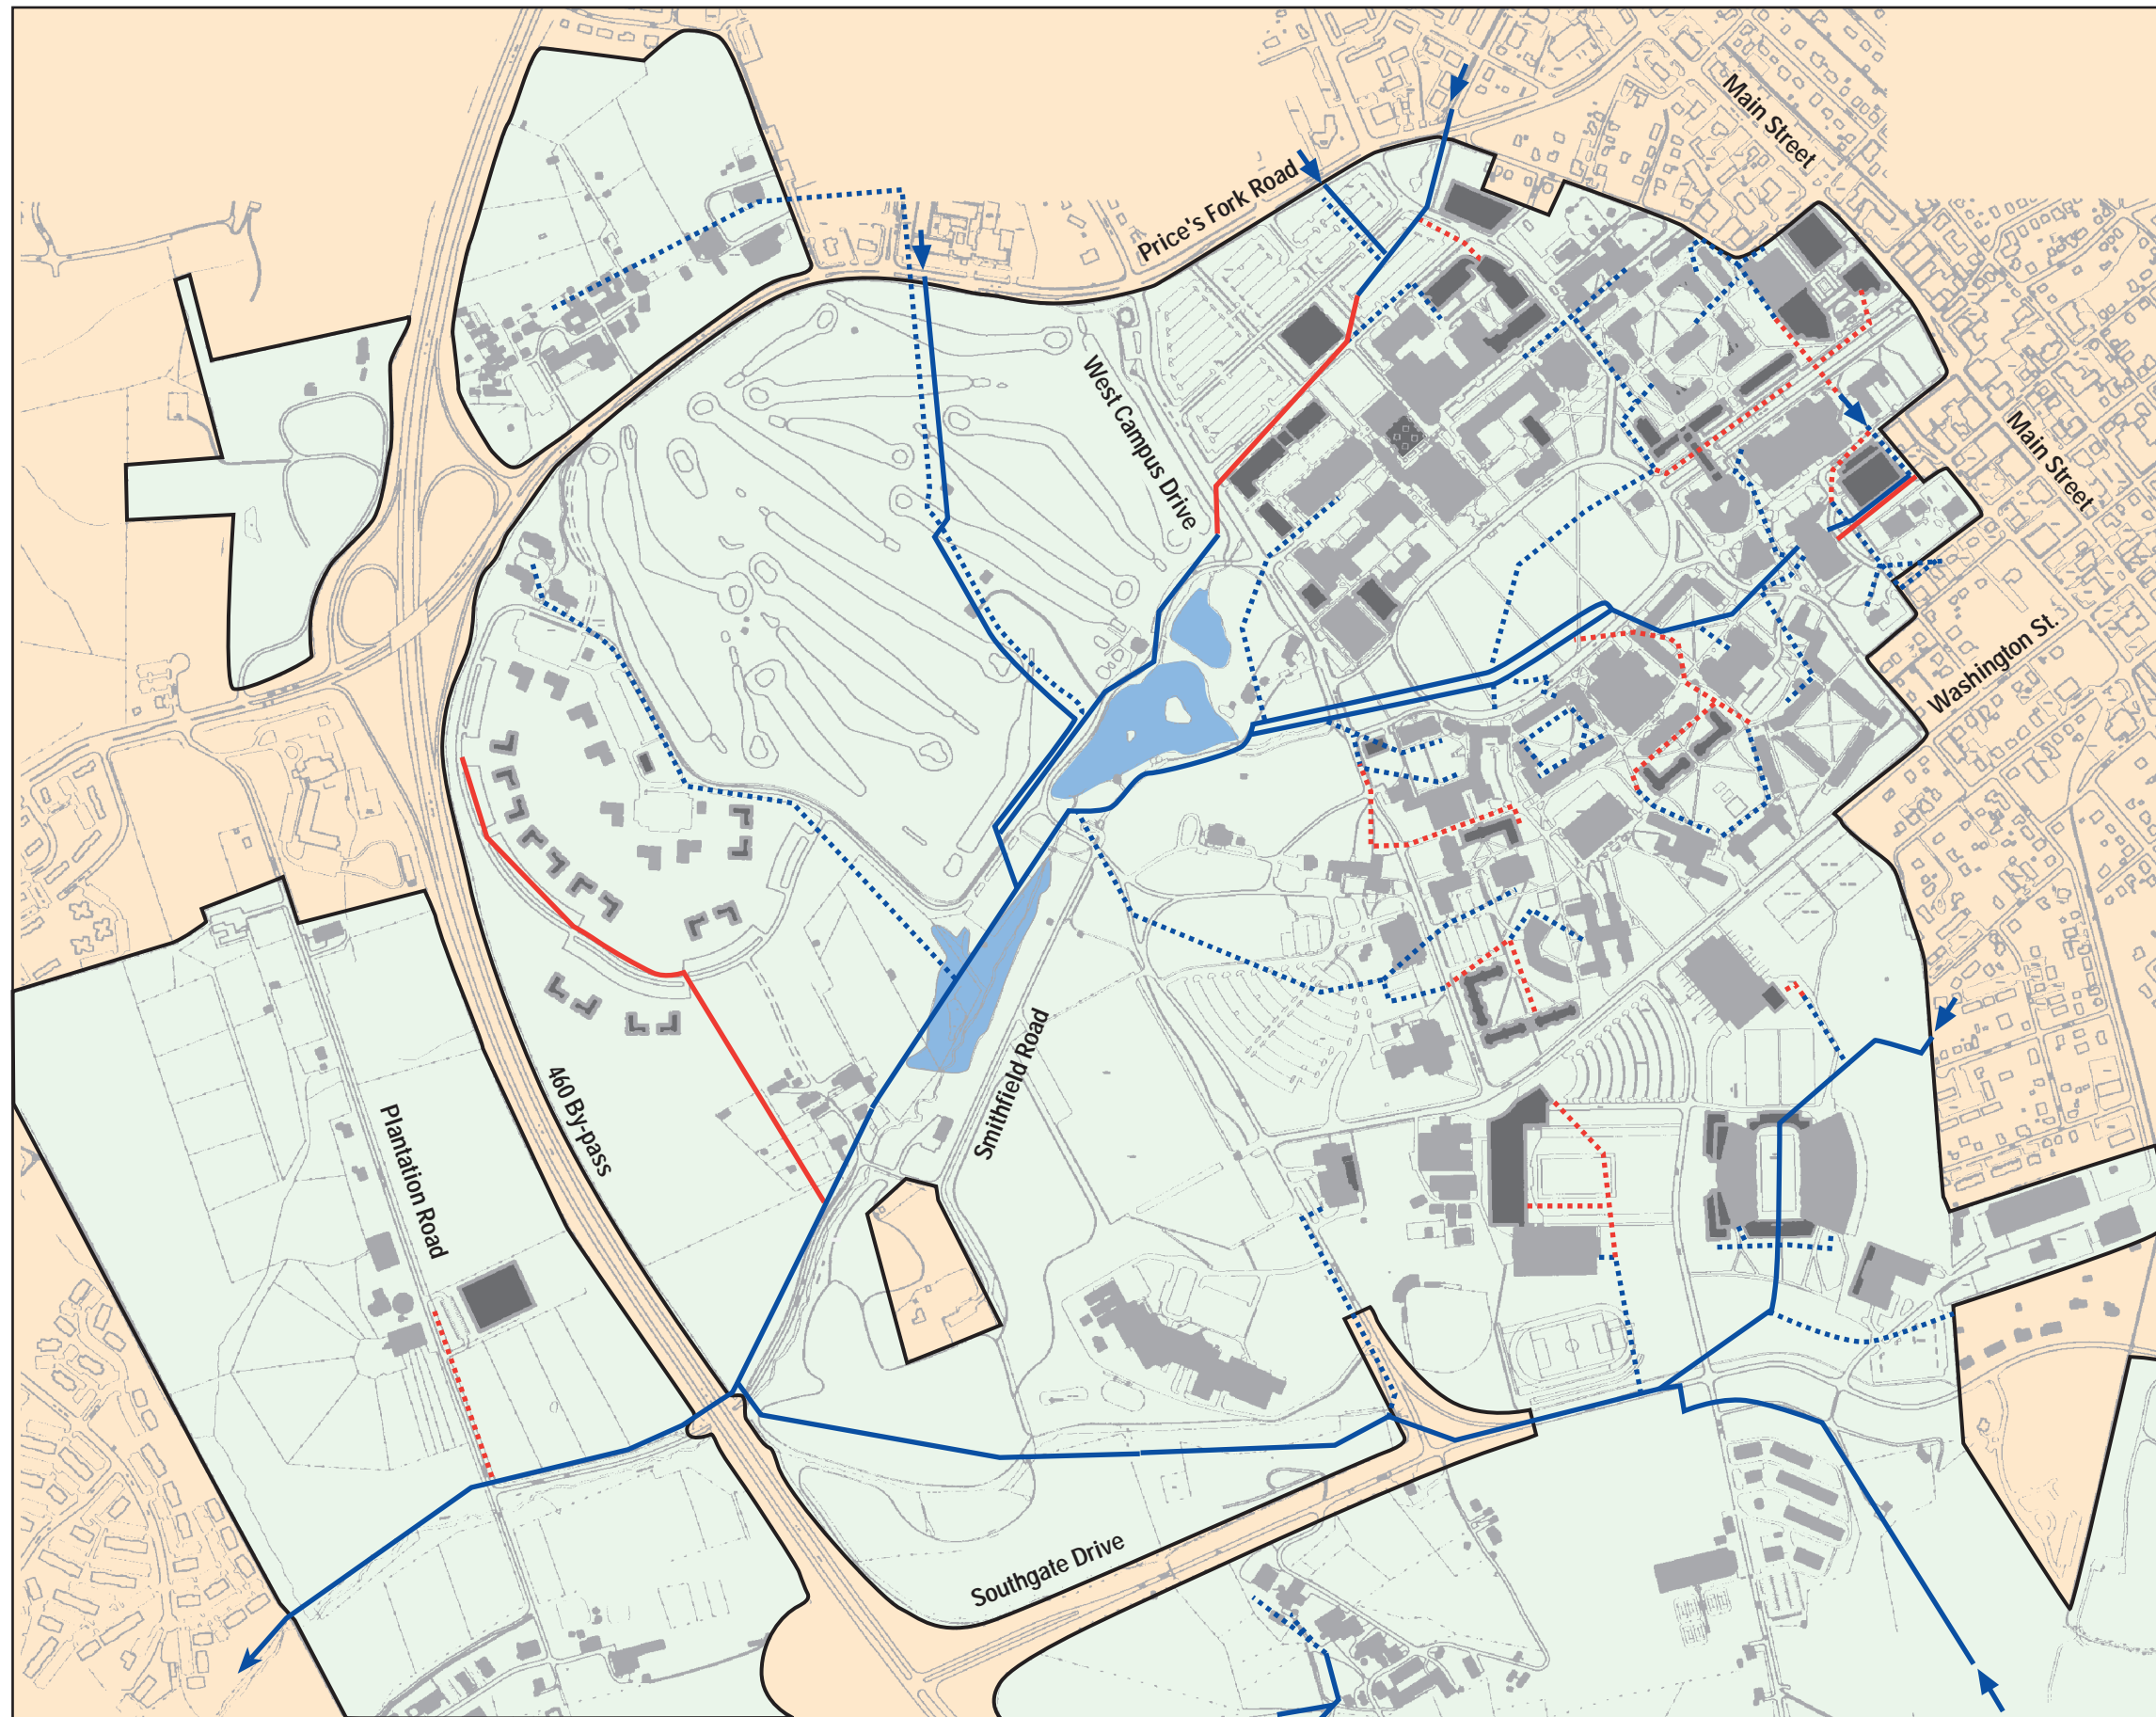 Main Street
Price's Fork Road
West Campus Drive
Main Street
Washington St.
Smithfield Road
460 By-pass
Plantation Road
Southgate Drive